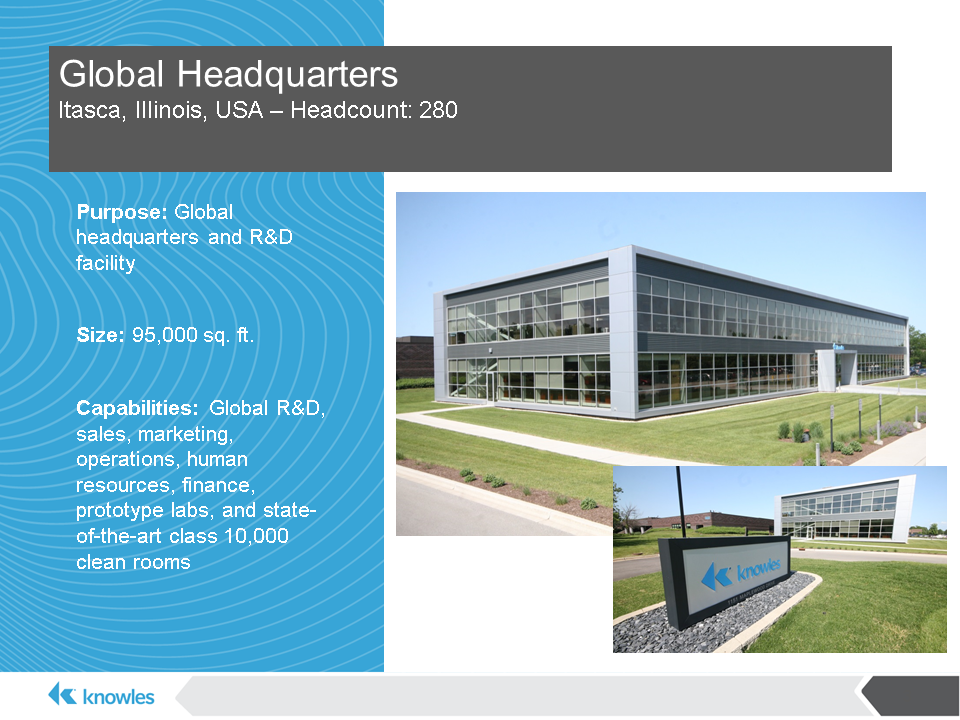 Global Headquarters
Itasca, Illinois, USA – Headcount: 280
Purpose: Global
headquarters and R&D
facility
Size: 95,000 sq. ft.
Capabilities: Global R&D,
sales, marketing,
operations, human
resources, finance,
prototype labs, and state-
of-the-art class 10,000
clean rooms
knowles
knowles